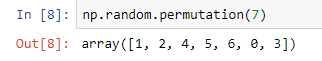 In [8]: np.random.permutation(7)
Out[8]: array([1, 2, 4, 5, 6, 0, 3])